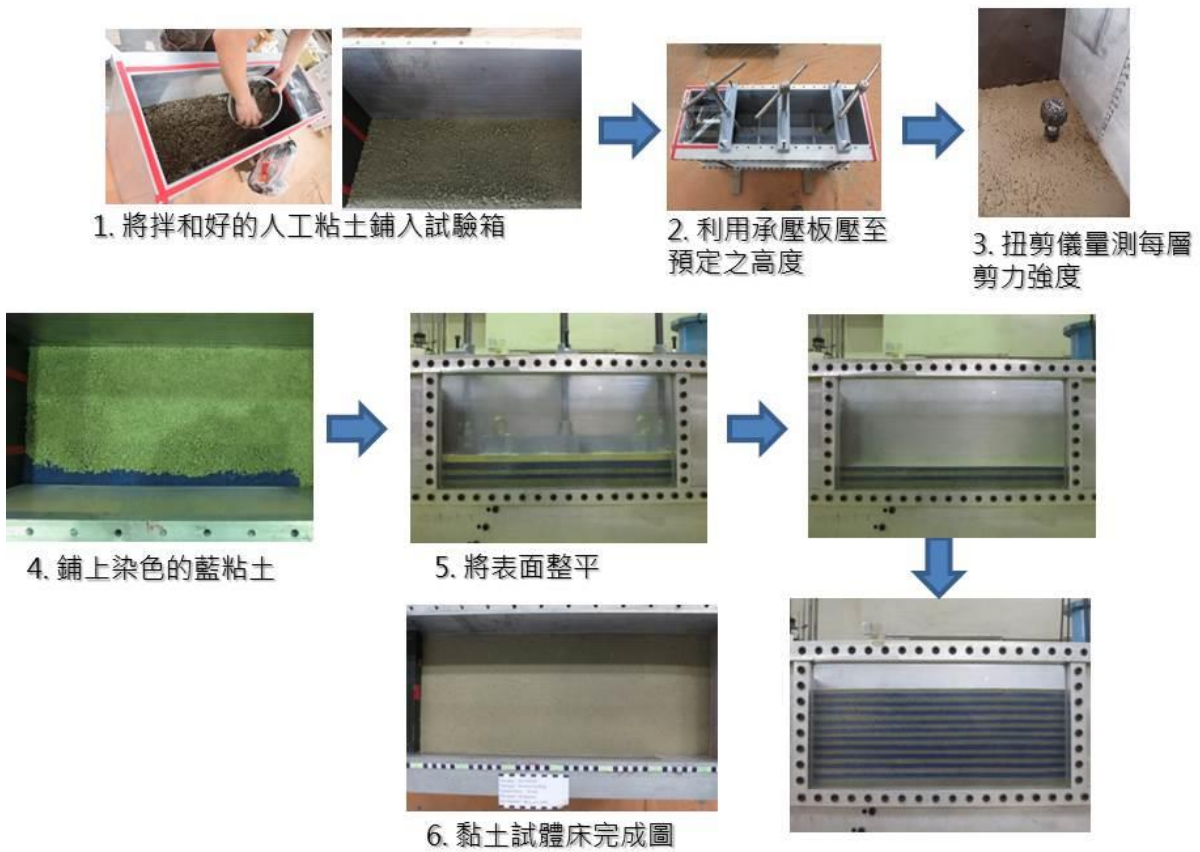 1. 將拌和好的人工粘土鋪入試驗箱
2. 利用承壓板壓至
預定之高度
3. 扭剪儀量測每層
剪力強度
4. 鋪上染色的藍粘土
5. 將表面整平
6. 黏土試體床完成圖